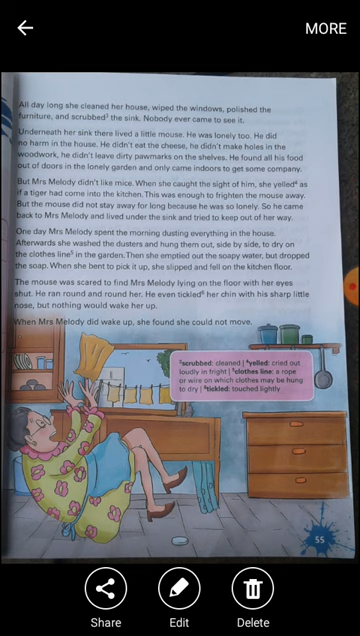 MORE
All day long she cleaned her house, wiped the windows, polished the
furniture, and scrubbed³ the sink. Nobody ever came to see it.
Underneath her sink there lived a little mouse. He was lonely too. He did
no harm in the house. He didn't eat the cheese, he didn't make holes in the
woodwork, he didn't leave dirty pawmarks on the shelves. He found all his food
out of doors in the lonely garden and only came indoors to get some company.
But Mrs Melody didn't like mice. When she caught the sight of him, she yelled⁴ as
if a tiger had come into the kitchen. This was enough to frighten the mouse away.
But the mouse did not stay away for long because he was so lonely. So he came
back to Mrs Melody and lived under the sink and tried to keep out of her way.
One day Mrs Melody spent the morning dusting everything in the house.
Afterwards she washed the dusters and hung them out, side by side, to dry on
the clothes line⁵ in the garden. Then she emptied out the soapy water, but dropped
the soap. When she bent to pick it up, she slipped and fell on the kitchen floor.
The mouse was scared to find Mrs Melody lying on the floor with her eyes
shut. He ran round and round her. He even tickled⁶ her chin with his sharp little
nose, but nothing would wake her up.
When Mrs Melody did wake up, she found she could not move.
³scrubbed: cleaned | ⁴yelled: cried out
loudly in fright | ⁵clothes line: a rope
or wire on which clothes may be hung
to dry | ⁶tickled: touched lightly
55
Share Edit Delete